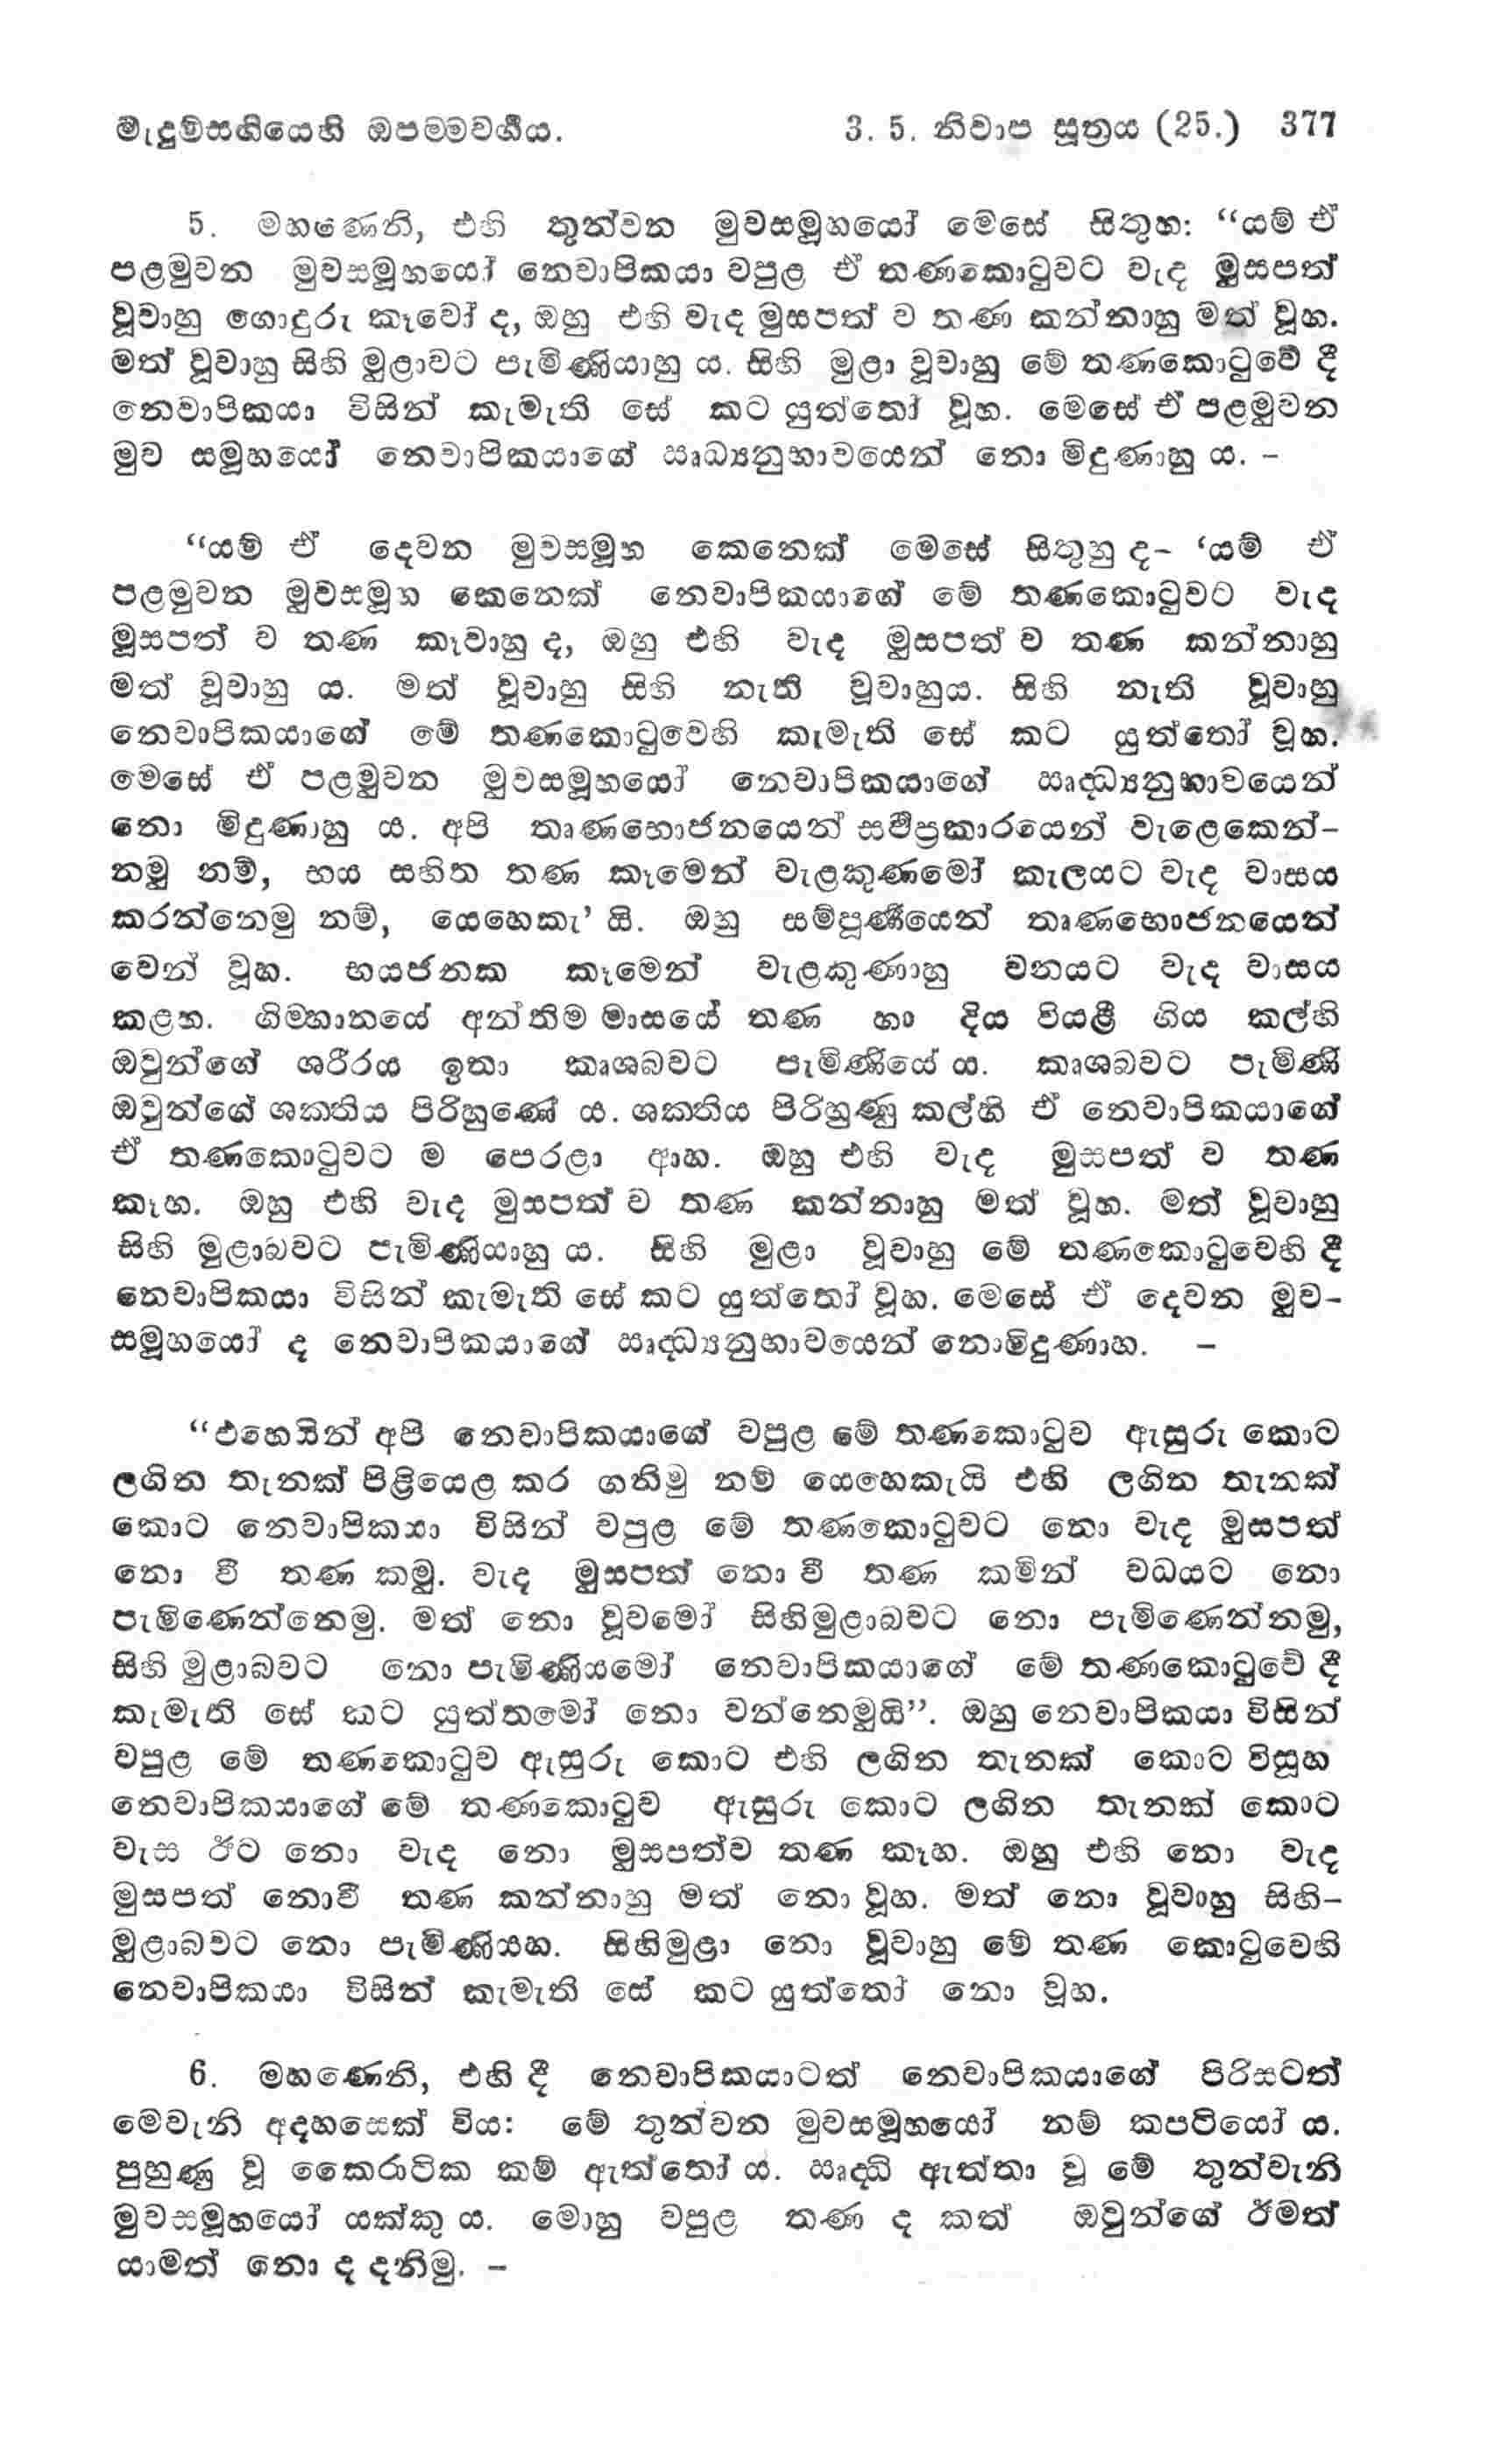 මැදුම්සඟියෙහි ඔපම්මවර්ගය. 3. 5. නිවාප සූත්‍රය (25.) 377
5. මහණෙනි, එහි තුන්වන මුවසමූහයෝ මෙසේ සිතුහ: “යම් ඒ
පළමුවන මුවසමූහයෝ නෙවාපිකයා වපුළ ඒ තණකොටුවට වැද මුසපත්
වූවාහු ගොදුරු කෑවෝ ද, ඔහු එහි වැද මුසපත් ව තණ කන්නාහු මත් වූහ.
මත් වූවාහු සිහි මුළාවට පැමිණියාහු ය. සිහි මුළා වූවාහු මේ තණකොටුවේ දී
නෙවාපිකයා විසින් කැමැති සේ කට යුත්තෝ වූහ. මෙසේ ඒ පළමුවන
මුව සමූහයෝ නෙවාපිකයාගේ ඍධ්‍යනුභාවයෙන් නො මිදුණාහු ය. –
“යම් ඒ දෙවන මුවසමූහ කෙනෙක් මෙසේ සිතූහු ද– ‘යම් ඒ
පළමුවන මුවසමූහ කෙනෙක් නෙවාපිකයාගේ මේ තණකොටුවට වැද
මූසපත් ව තණ කෑවාහු ද, ඔහු එහි වැද මුසපත් ව තණ කන්නාහු
මත් වූවාහු ය. මත් වූවාහු සිහි නැති වූවාහුය. සිහි නැති වූවාහු
නෙවාපිකයාගේ මේ තණකොටුවෙහි කැමැති සේ කට යුත්තෝ වූහ.
මෙසේ ඒ පළමුවන මුවසමූහයෝ නෙවාපිකයාගේ ඍද්ධ්‍යනුභාවයෙන්
නො මිදුණාහු ය. අපි තෘණභොජනයෙන් සර්වප්‍රකාරයෙන් වැළෙකෙන්–
නමු නම්, භය සහිත තණ කෑමෙන් වැළකුණමෝ කැලයට වැද වාසය
කරන්නෙමු නම්, යෙහෙකැ’ යි. ඔහු සම්පූර්ණයෙන් තෘණභොජනයෙන්
වෙන් වූහ. භයජනක කෑමෙන් වැළකුණාහු වනයට වැද වාසය
කළහ. ගිම්හානයේ අන්තිම මාසයේ තණ හා දිය වියළී ගිය කල්හි
ඔවුන්ගේ ශරීරය ඉතා කෘශබවට පැමිණියේ ය. කෘශබවට පැමිණි
ඔවුන්ගේ ශක්තිය පිරිහුණේ ය. ශක්තිය පිරිහුණු කල්හි ඒ නෙවාපිකයාගේ
ඒ තණකොටුවට ම පෙරළා ආහ. ඔහු එහි වැද මුසපත් ව තණ
කෑහ. ඔහු එහි වැද මුසපත් ව තණ කන්නාහු මත් වූහ. මත් වූවාහු
සිහි මුළාබවට පැමිණියාහු ය. සිහි මුළා වූවාහු මේ තණකොටුවෙහි දී
නෙවාපිකයා විසින් කැමැති සේ කට යුත්තෝ වූහ. මෙසේ ඒ දෙවන මුව–
සමූහයෝ ද නෙවාපිකයාගේ ඍද්ධ්‍යනුභාවයෙන් නොමිදුණාහ. –
“එහෙයින් අපි නෙවාපිකයාගේ වපුළ මේ තණකොටුව ඇසුරු කොට
ලගින තැනක් පිළියෙළ කර ගනිමු නම් යෙහෙකැයි එහි ලගින තැනක්
කොට නෙවාපිකයා විසින් වපුළ මේ තණකොටුවට නො වැද මුසපත්
නො වී තණ කමු. වැද මුසපත් නො වී තණ කමින් වධයට නො
පැමිණෙන්නෙමු. මත් නො වූවමෝ සිහිමුළාබවට නො පැමිණෙන්නමු,
සිහි මුළාබවට නො පැමිණියමෝ නෙවාපිකයාගේ මේ තණකොටුවේ දී
කැමැති සේ කට යුත්තමෝ නො වන්නෙමුයි”. ඔහු නෙවාපිකයා විසින්
වපුළ මේ තණකොටුව ඇසුරු කොට එහි ලගින තැනක් කොට විසූහ
නෙවාපිකයාගේ මේ තණකොටුව ඇසුරු කොට ලගින තැනක් කොට
වැස ඊට නො වැද නො මුසපත්ව තණ කෑහ. ඔහු එහි නො වැද
මුසපත් නොවී තණ කන්නාහු මත් නො වූහ. මත් නො වූවාහු සිහි–
මුළාබවට නො පැමිණියහ. සිහිමුළා නො වූවාහු මේ තණ කොටුවෙහි
නෙවාපිකයා විසින් කැමැති සේ කට යුත්තෝ නො වූහ.
6. මහණෙනි, එහි දී නෙවාපිකයාටත් නෙවාපිකයාගේ පිරිසටත්
මෙවැනි අදහසෙක් විය: මේ තුන්වන මුවසමූහයෝ නම් කපටියෝ ය.
පුහුණු වූ කෛරාටික කම් ඇත්තෝ ය. ඍද්ධි ඇත්තා වූ මේ තුන්වැනි
මුවසමූහයෝ යක්කු ය. මොහු වපුළ තණ ද කත් ඔවුන්ගේ ඊමත්
යාමත් නො ද දනිමු. –